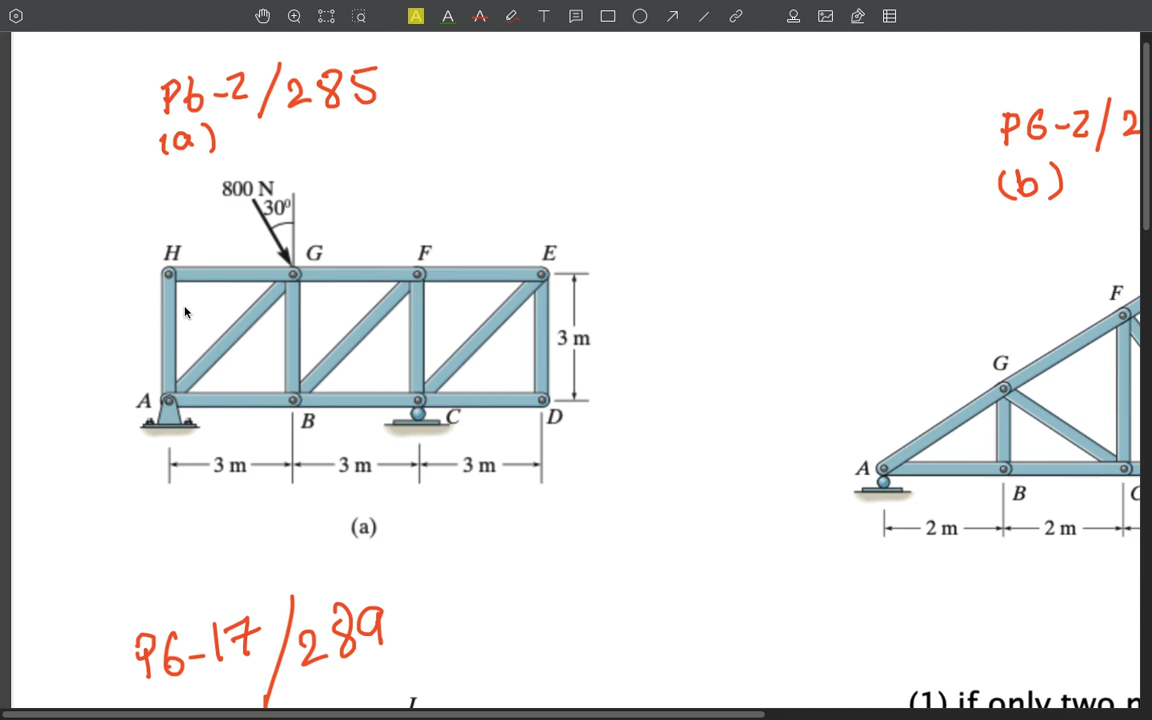 P6-2/285
(a)
P6-2/2
(b)
800 N
30⁰
H
G
F
E
3 m
A
B
C
D
3 m
3 m
3 m
(a)
F
G
A
B
C
2 m
2 m
P6-17/289
I
(1) if only two